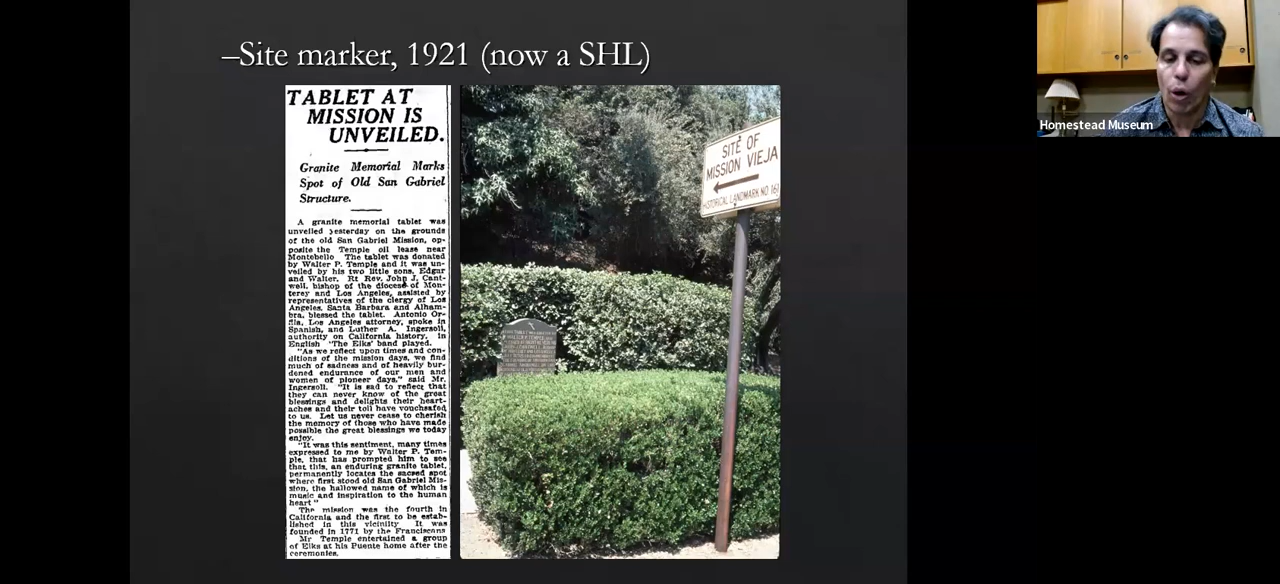 –Site marker, 1921 (now a SHL)
TABLET AT
MISSION IS
UNVEILED.
Granite Memorial Marks
Spot of Old San Gabriel
Structure.
A granite memorial tablet was
unveiled yesterday on the grounds
of the old San Gabriel Mission, op-
posite the Temple oil lease near
Montebello The tablet was donated
by Walter P. Temple and it was un-
veiled by his two little sons, Edgar
and Walter. Rt Rev. John J. Cant-
well, bishop of the diocese of Mon-
terey and Los Angeles, assisted by
representatives of the clergy of Los
Angeles, Santa Barbara and Alham-
bra, blessed the tablet. Antonio Or-
fila, Los Angeles attorney, spoke in
Spanish, and Luther A. Ingersoll,
authority on California history, in
English The Elks' band played.
"As we reflect upon times and con-
ditions of the mission days, we find
much of sadness and of heavily bur-
dened endurance of our men and
women of pioneer days," said Mr.
Ingersoll. "It is sad to reflect that
they can never know of the great
blessings and delights their heart-
aches and their toil have vouchsafed
to us. Let us never cease to cherish
the memory of those who have made
possible the great blessings we today
enjoy.
"It was this sentiment, many times
expressed to me by Walter P. Tem-
ple, that has prompted him to see
that this, an enduring granite tablet,
permanently locates the sacred spot
where first stood old San Gabriel Mis-
sion, the hallowed name of which is
music and inspiration to the human
heart"
The mission was the fourth in
California and the first to be estab-
lished in this vicinity It was
founded in 1771 by the Franciscans
Mr Temple entertained a group
of Elks at his Puente home after the
ceremonies.
SITE OF
MISSION VIEJA
HISTORICAL LANDMARK NO. 161
Homestead Museum